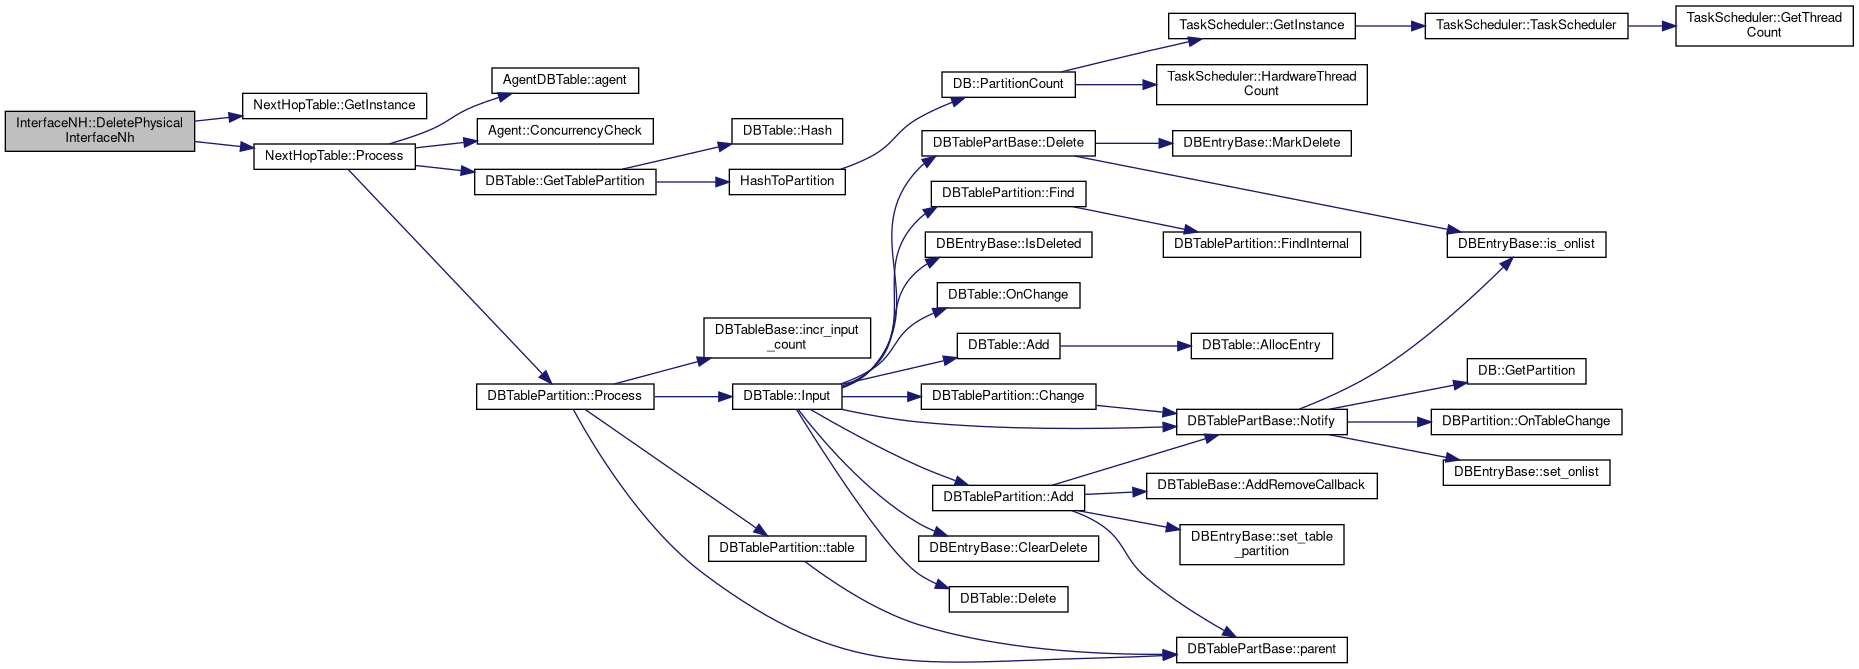 InterfaceNH::DeletePhysical
InterfaceNh
NextHopTable::GetInstance
NextHopTable::Process
AgentDBTable::agent
Agent::ConcurrencyCheck
DBTable::GetTablePartition
DBTable::Hash
HashToPartition
DB::PartitionCount
TaskScheduler::GetInstance
TaskScheduler::TaskScheduler
TaskScheduler::GetThread
Count
TaskScheduler::HardwareThread
Count
DBTablePartition::Process
DBTableBase::incr_input
_count
DBTable::Input
DBTablePartition::table
DBTablePartBase::Delete
DBEntryBase::MarkDelete
DBTablePartition::Find
DBTablePartition::FindInternal
DBEntryBase::IsDeleted
DBEntryBase::is_onlist
DBTable::OnChange
DBTable::Add
DBTable::AllocEntry
DBTablePartition::Change
DBTablePartBase::Notify
DB::GetPartition
DBPartition::OnTableChange
DBEntryBase::set_onlist
DBTablePartition::Add
DBTableBase::AddRemoveCallback
DBEntryBase::set_table
_partition
DBEntryBase::ClearDelete
DBTable::Delete
DBTablePartBase::parent